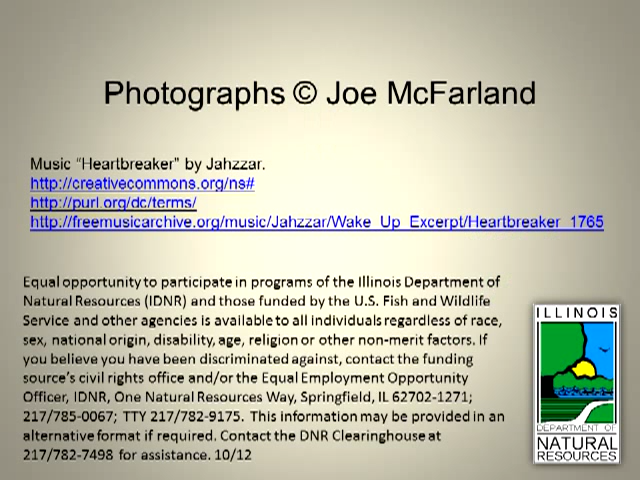 Photographs © Joe McFarland
Music “Heartbreaker” by Jahzzar.
http://creativecommons.org/ns#
http://purl.org/dc/terms/
http://freemusicarchive.org/music/Jahzzar/Wake_Up_Excerpt/Heartbreaker_1765
Equal opportunity to participate in programs of the Illinois Department of
Natural Resources (IDNR) and those funded by the U.S. Fish and Wildlife
Service and other agencies is available to all individuals regardless of race,
sex, national origin, disability, age, religion or other non-merit factors. If
you believe you have been discriminated against, contact the funding
source’s civil rights office and/or the Equal Employment Opportunity
Officer, IDNR, One Natural Resources Way, Springfield, IL 62702-1271;
217/785-0067; TTY 217/782-9175. This information may be provided in an
alternative format if required. Contact the DNR Clearinghouse at
217/782-7498 for assistance. 10/12
ILLINOIS
DEPARTMENT OF
NATURAL
RESOURCES